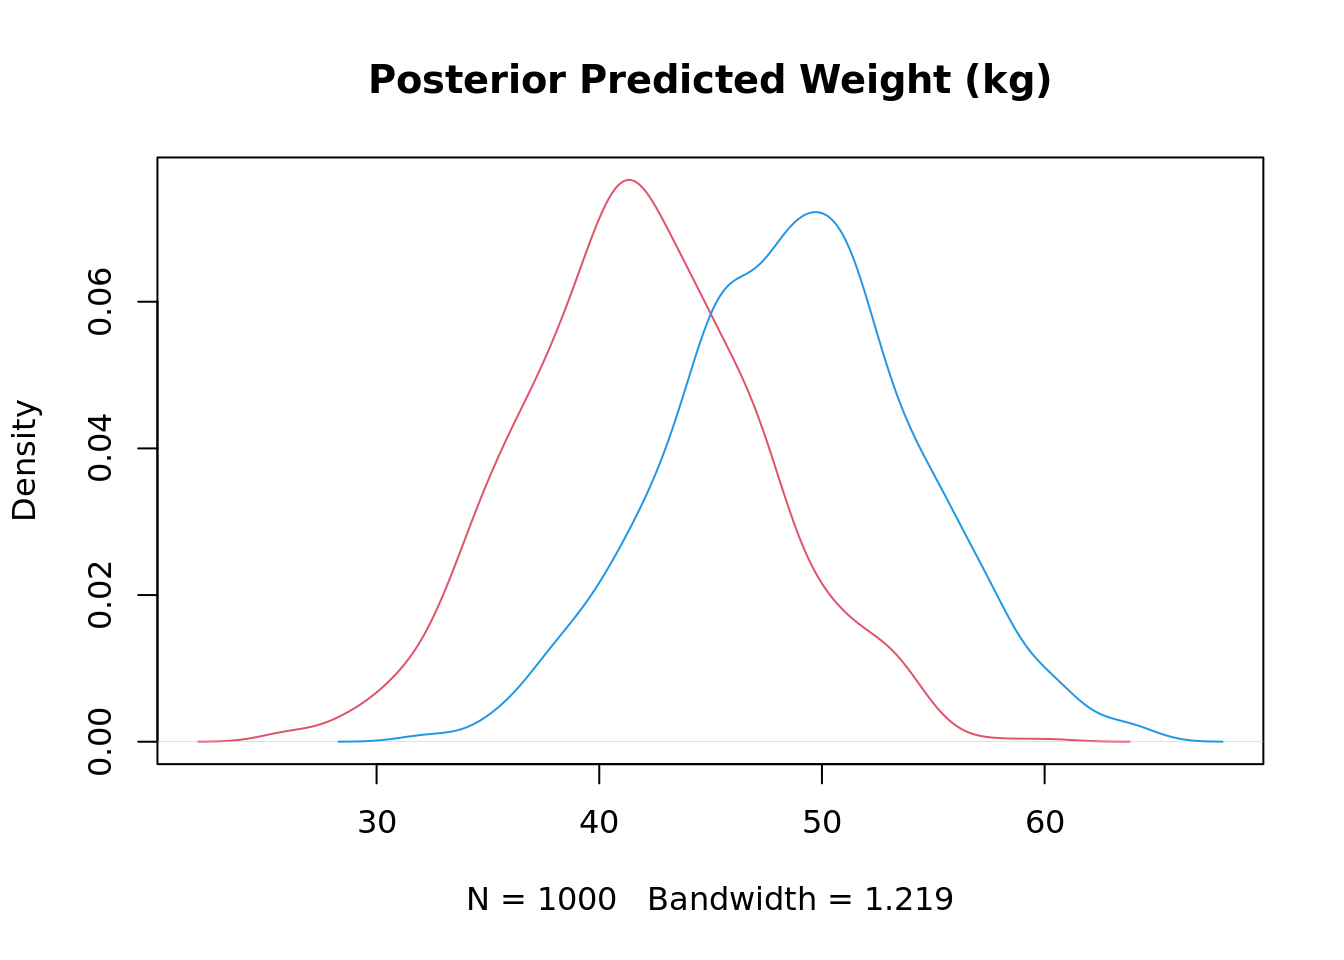 Posterior Predicted Weight (kg)
Density
0.06
0.04
0.02
0.00
30 40 50 60
N = 1000 Bandwidth = 1.219